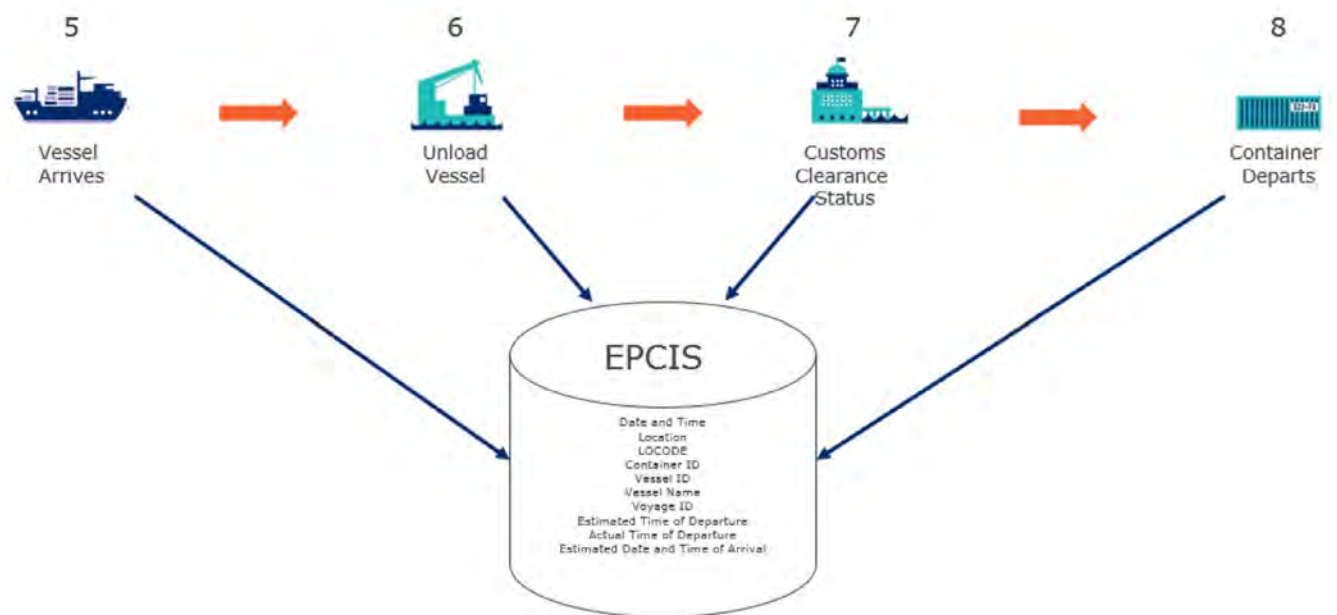 5
6
7
8
Vessel
Arrives
Unload
Vessel
Customs
Clearance
Status
Container
Departs
EPCIS
Date and Time
Location
LOCODE
Container ID
Vessel ID
Vessel Name
Voyage ID
Estimated Time of Departure
Actual Time of Departure
Estimated Date and Time of Arrival